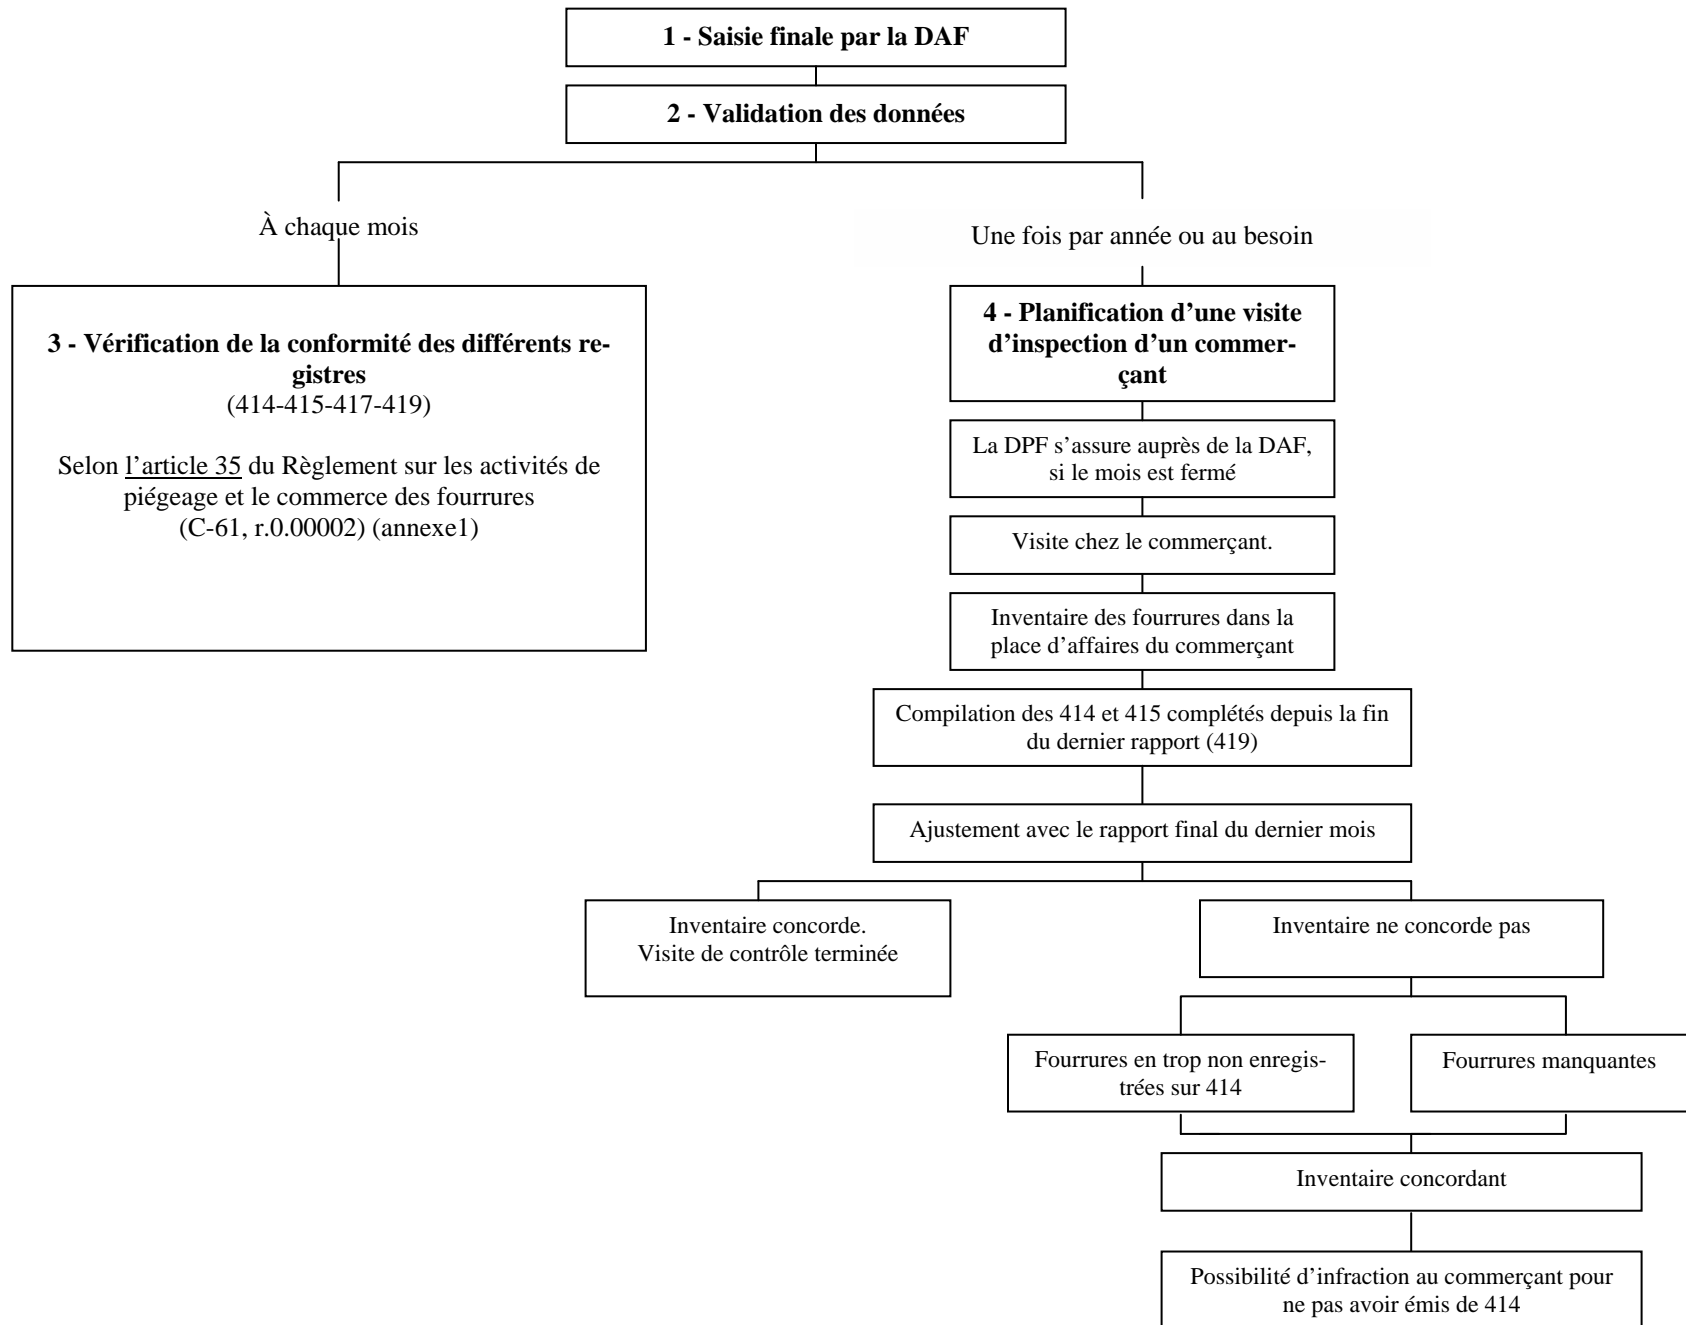 1 - Saisie finale par la DAF
2 - Validation des données
À chaque mois
Une fois par année ou au besoin
3 - Vérification de la conformité des différents re-
gistres
(414-415-417-419)
Selon l’article 35 du Règlement sur les activités de
piégeage et le commerce des fourrures
(C-61, r.0.00002) (annexe1)
4 - Planification d’une visite
d’inspection d’un commer-
çant
La DPF s’assure auprès de la DAF,
si le mois est fermé
Visite chez le commerçant.
Inventaire des fourrures dans la
place d’affaires du commerçant
Compilation des 414 et 415 complétés depuis la fin
du dernier rapport (419)
Ajustement avec le rapport final du dernier mois
Inventaire concorde.
Visite de contrôle terminée
Inventaire ne concorde pas
Fourrures en trop non enregis-
trées sur 414
Fourrures manquantes
Inventaire concordant
Possibilité d’infraction au commerçant pour
ne pas avoir émis de 414